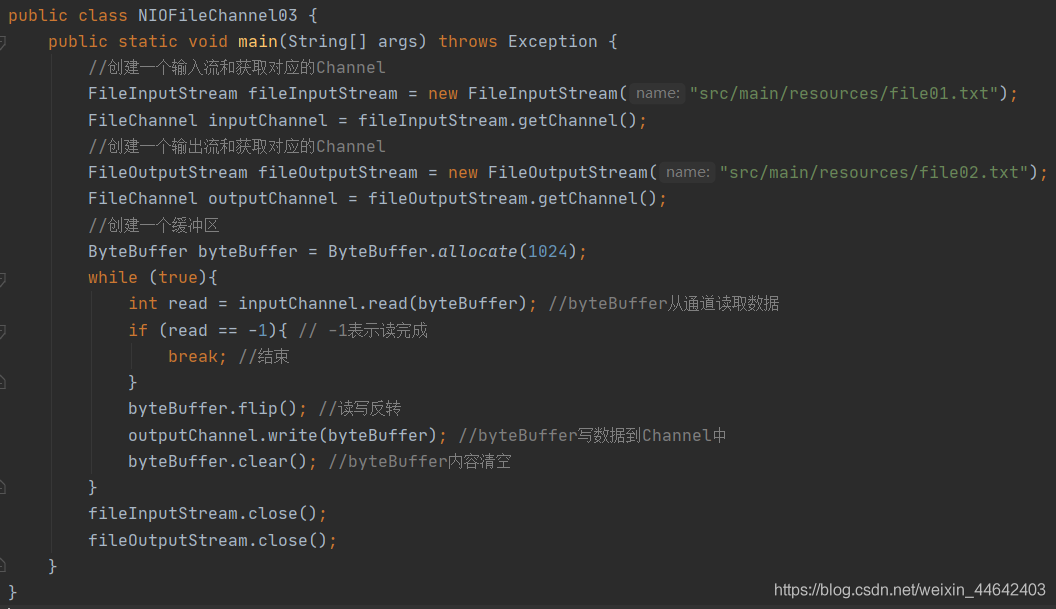 public class NIOFileChannel03 {
    public static void main(String[] args) throws Exception {
        //创建一个输入流和获取对应的Channel
        FileInputStream fileInputStream = new FileInputStream( name: "src/main/resources/file01.txt");
        FileChannel inputChannel = fileInputStream.getChannel();
        //创建一个输出流和获取对应的Channel
        FileOutputStream fileOutputStream = new FileOutputStream( name: "src/main/resources/file02.txt");
        FileChannel outputChannel = fileOutputStream.getChannel();
        //创建一个缓冲区
        ByteBuffer byteBuffer = ByteBuffer.allocate(1024);
        while (true){
            int read = inputChannel.read(byteBuffer); //byteBuffer从通道读取数据
            if (read == -1){ // -1表示读完成
                break; //结束
            }
            byteBuffer.flip(); //读写反转
            outputChannel.write(byteBuffer); //byteBuffer写数据到Channel中
            byteBuffer.clear(); //byteBuffer内容清空
        }
        fileInputStream.close();
        fileOutputStream.close();
    }
}
https://blog.csdn.net/weixin_44642403